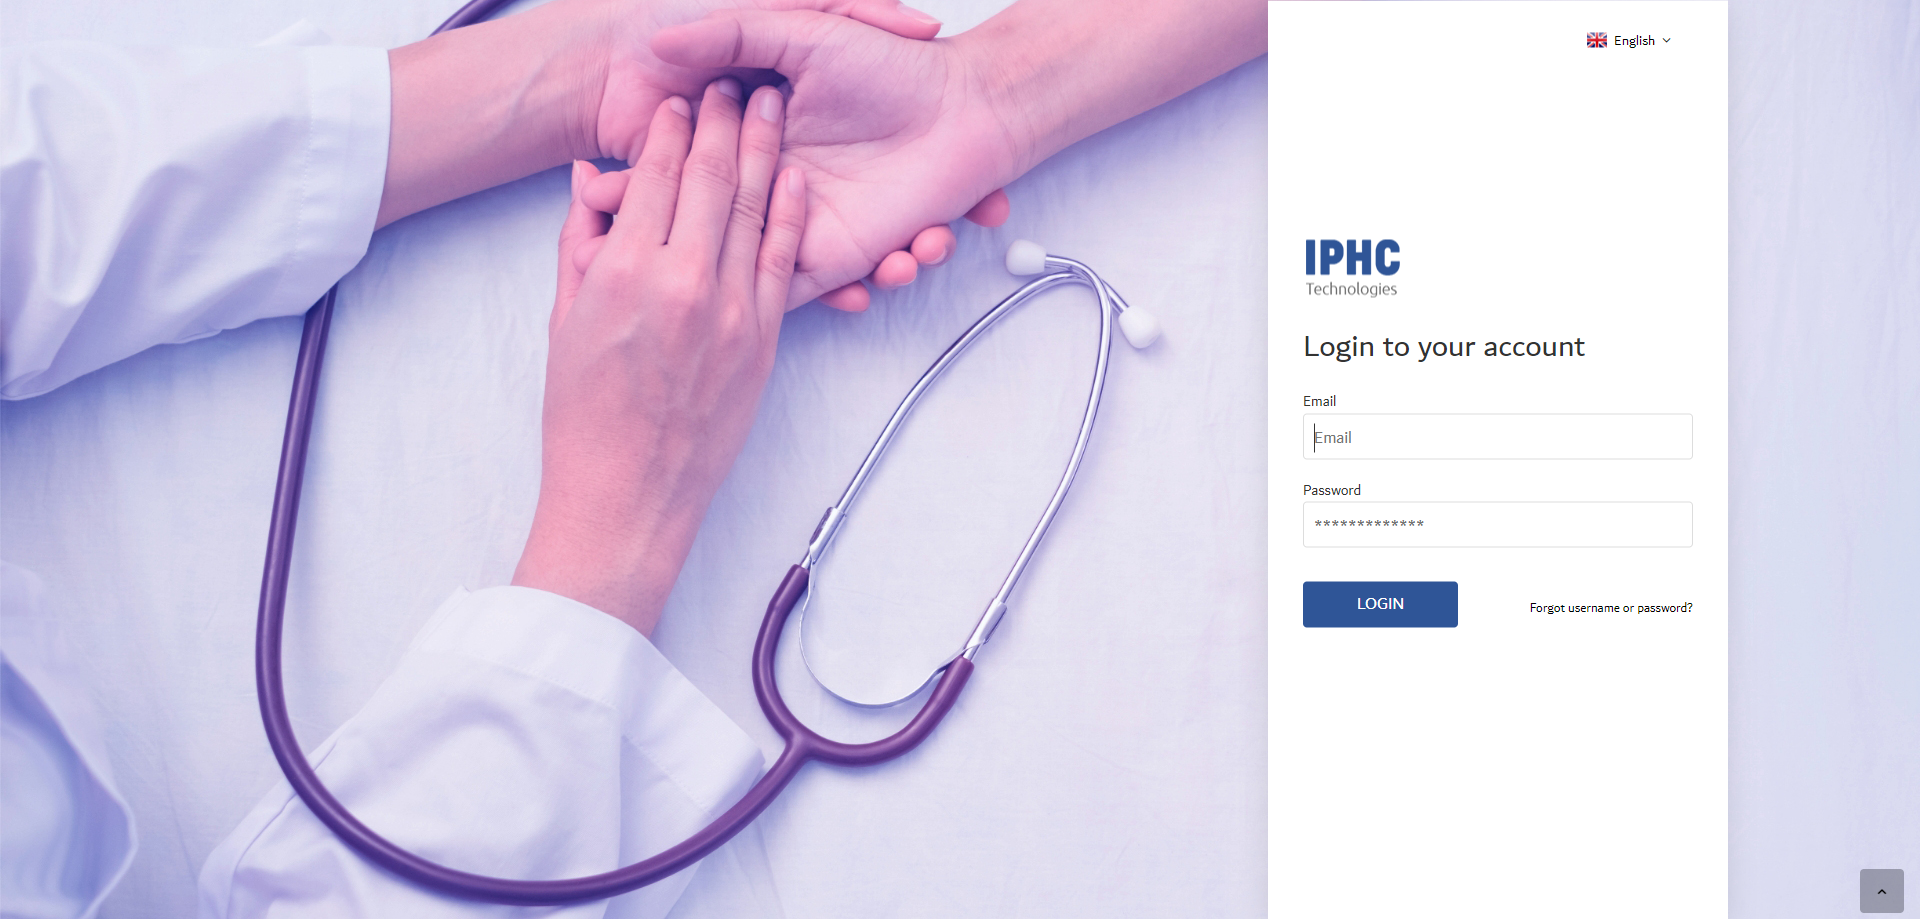 English
IPHC
Technologies
Login to your account
Email
Email
Password
*************
LOGIN
Forgot username or password?